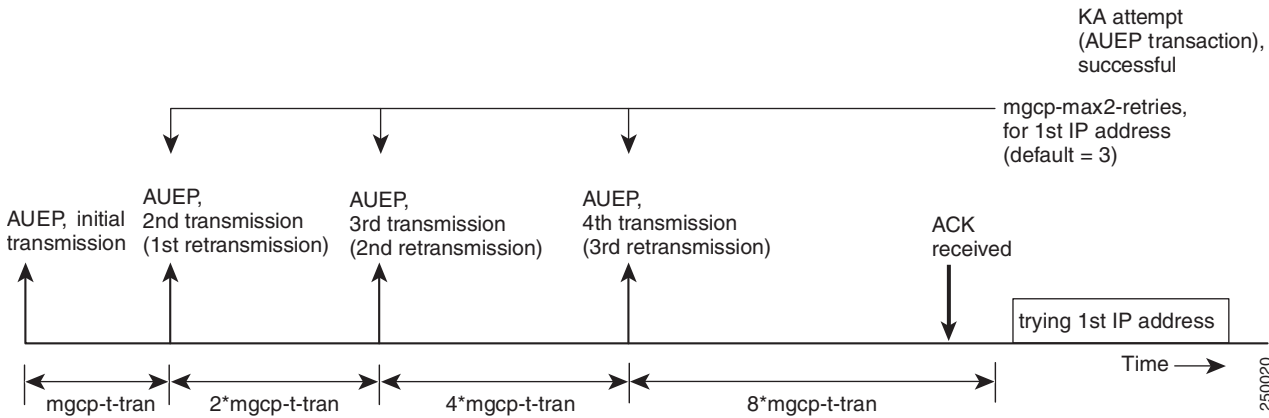 KA attempt
(AUEP transaction),
successful
mgcp-max2-retries,
for 1st IP address
(default = 3)
AUEP, initial
transmission
AUEP,
2nd transmission
(1st retransmission)
AUEP,
3rd transmission
(2nd retransmission)
AUEP,
4th transmission
(3rd retransmission)
ACK
received
trying 1st IP address
Time
mgcp-t-tran
2*mgcp-t-tran
4*mgcp-t-tran
8*mgcp-t-tran
250020